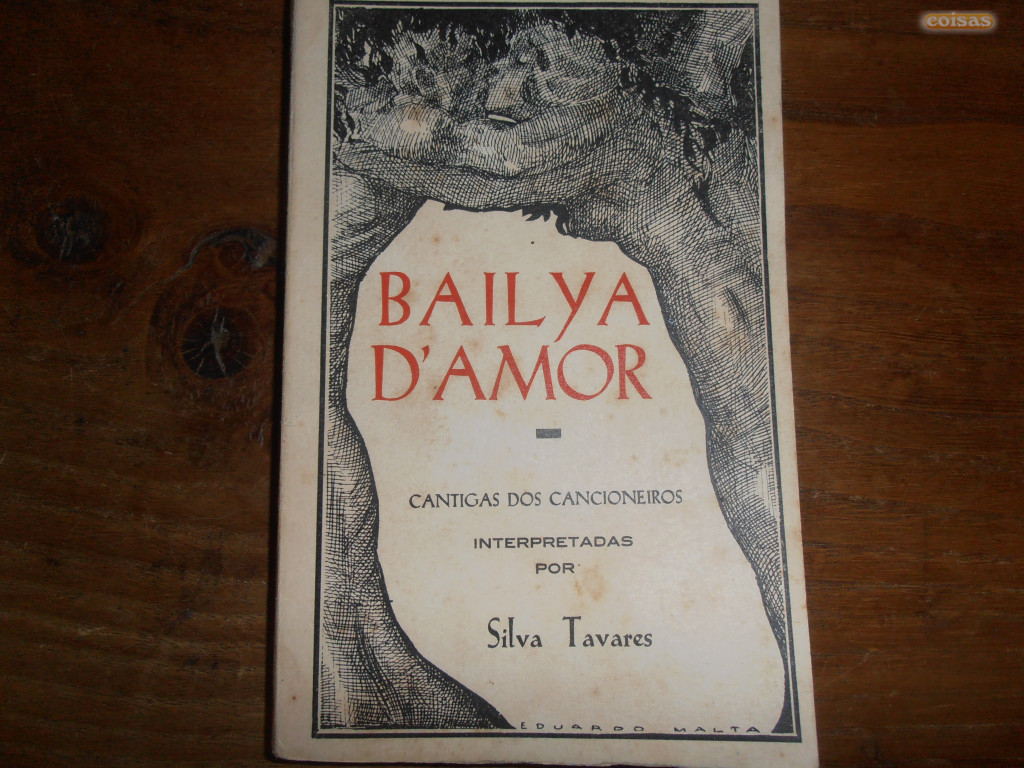 coisas
BAILYA
D'AMOR
CANTIGAS DOS CANCIONEIROS
INTERPRETADAS
POR
Silva Tavares
EDUARDO MALTA